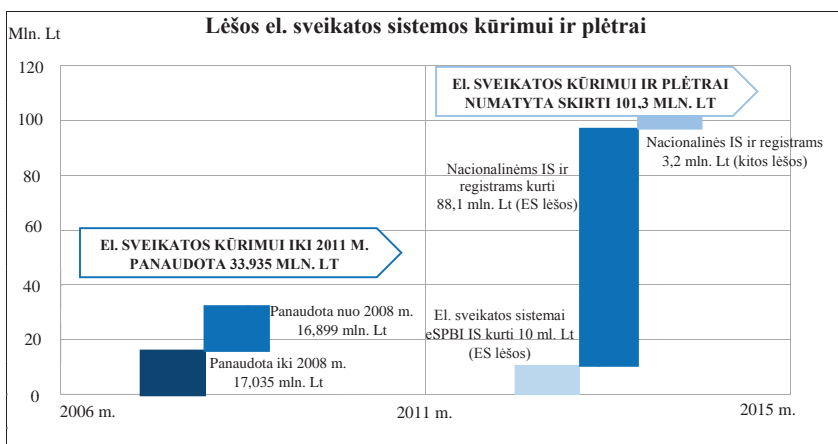 Lėšos el. sveikatos sistemos kūrimui ir plėtrai
Mln. Lt
120
100
80
60
40
20
0
El. SVEIKATOS KŪRIMUI IR PLĖTRAI
NUMATYTA SKIRTI 101,3 MLN. LT
Nacionalinės IS ir registrams
3,2 mln. Lt (kitos lėšos)
Nacionalinėms IS ir
registrams kurti
88,1 mln. Lt (ES lėšos)
El. SVEIKATOS KŪRIMUI IKI 2011 M.
PANAUDOTA 33,935 MLN. LT
Panaudota nuo 2008 m.
16,899 mln. Lt
Panaudota iki 2008 m.
17,035 mln. Lt
El. sveikatos sistemai
eSPBI IS kurti 10 ml. Lt
(ES lėšos)
2006 m.
2011 m.
2015 m.